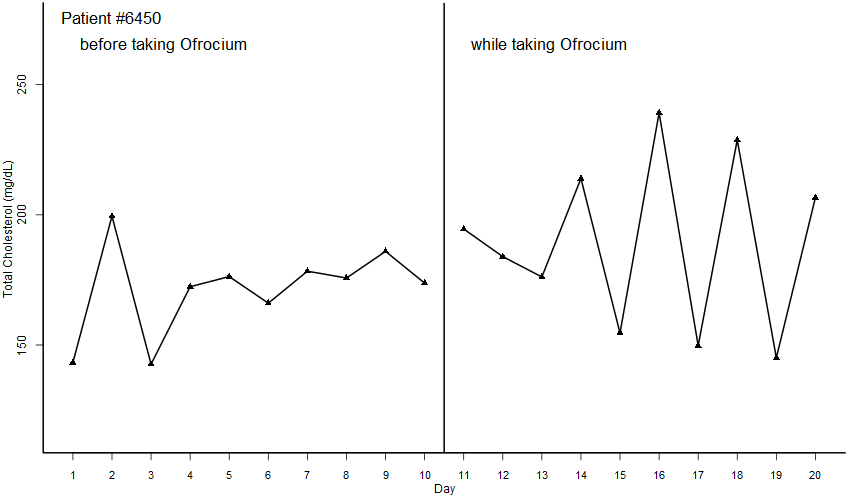 Patient #6450
before taking Ofrocium
while taking Ofrocium
250
200
150
Total Cholesterol (mg/dL)
1 2 3 4 5 6 7 8 9 10 11 12 13 14 15 16 17 18 19 20
Day